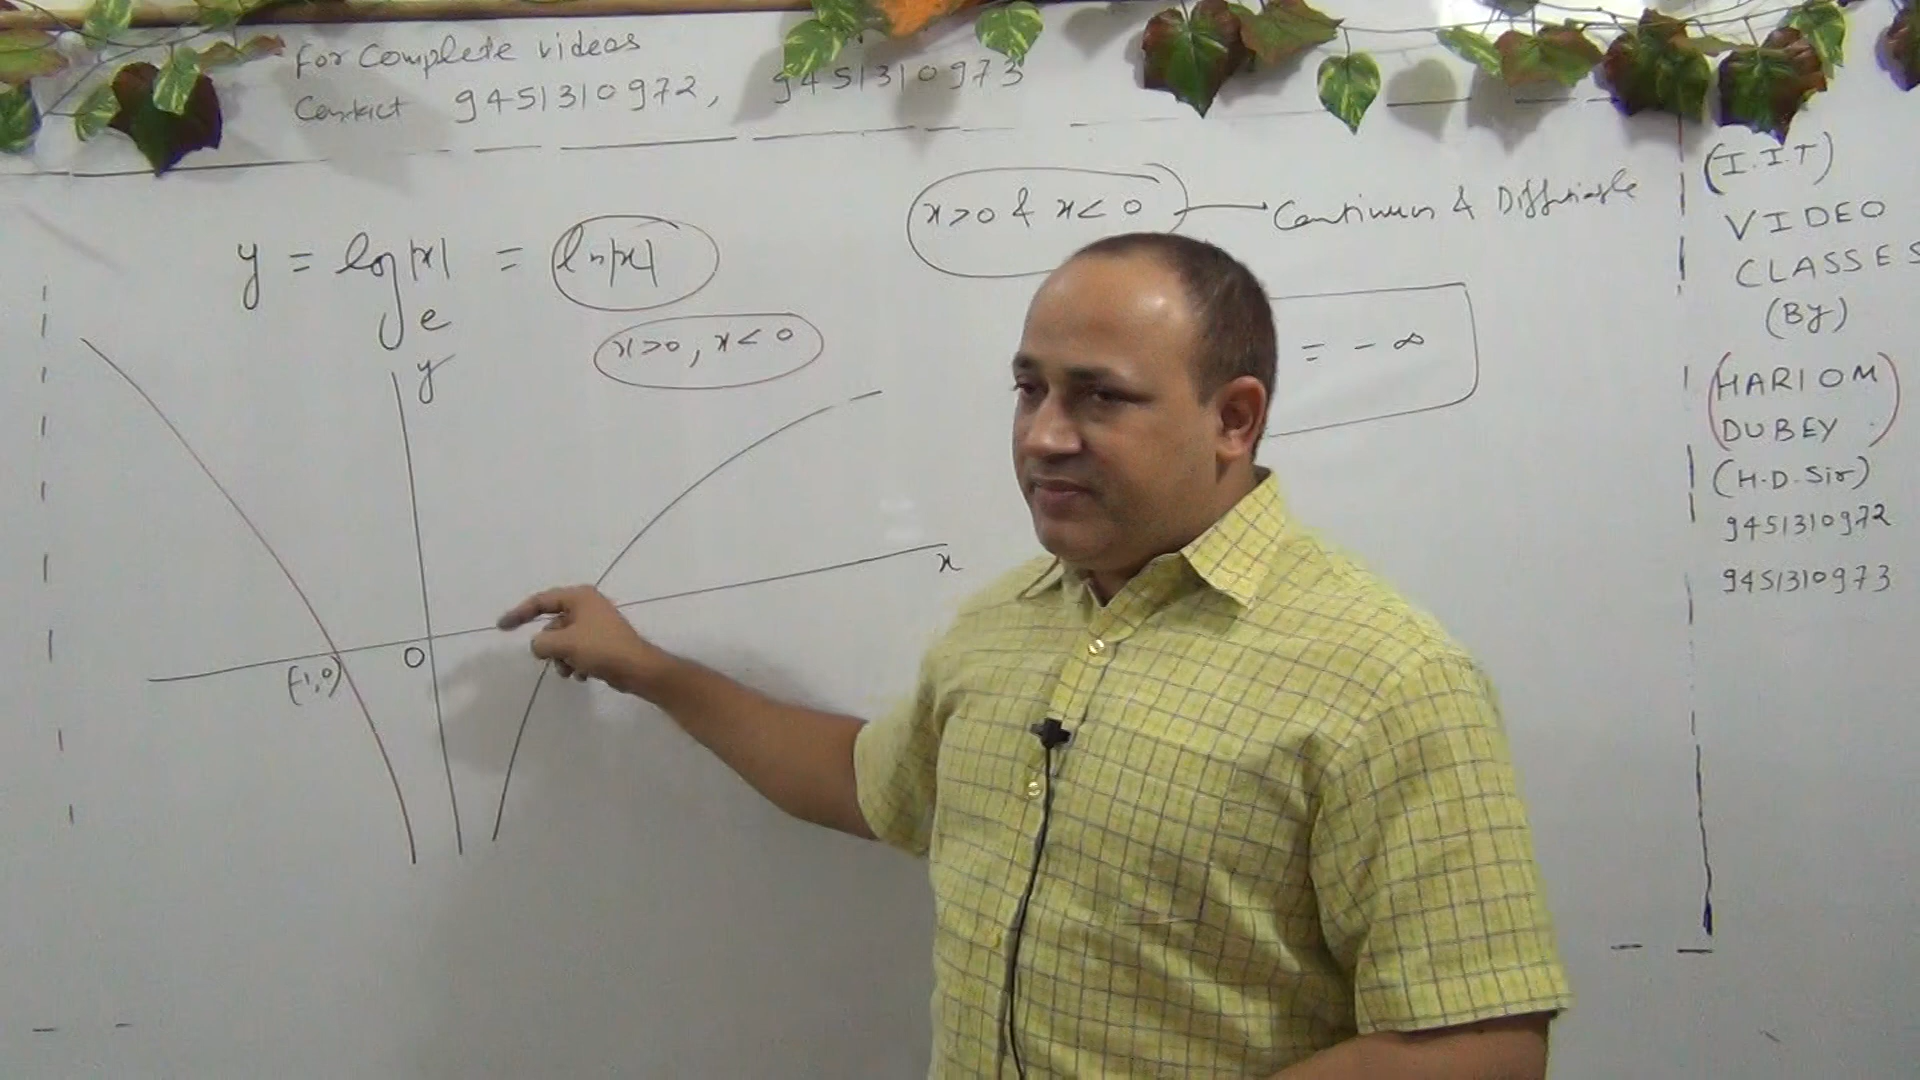 For Complete videos
Contact 9451310972, 9451310973
x>0 & x<0 → Continuous & Differentiable
y = log_e|x| = ln|x|
x>0, x<0
= -∞
y
x
O
(-1,0)
(I.I.T)
VIDEO
CLASSES
(By)
HARIOM
DUBEY
(H.D.Sir)
9451310972
9451310973